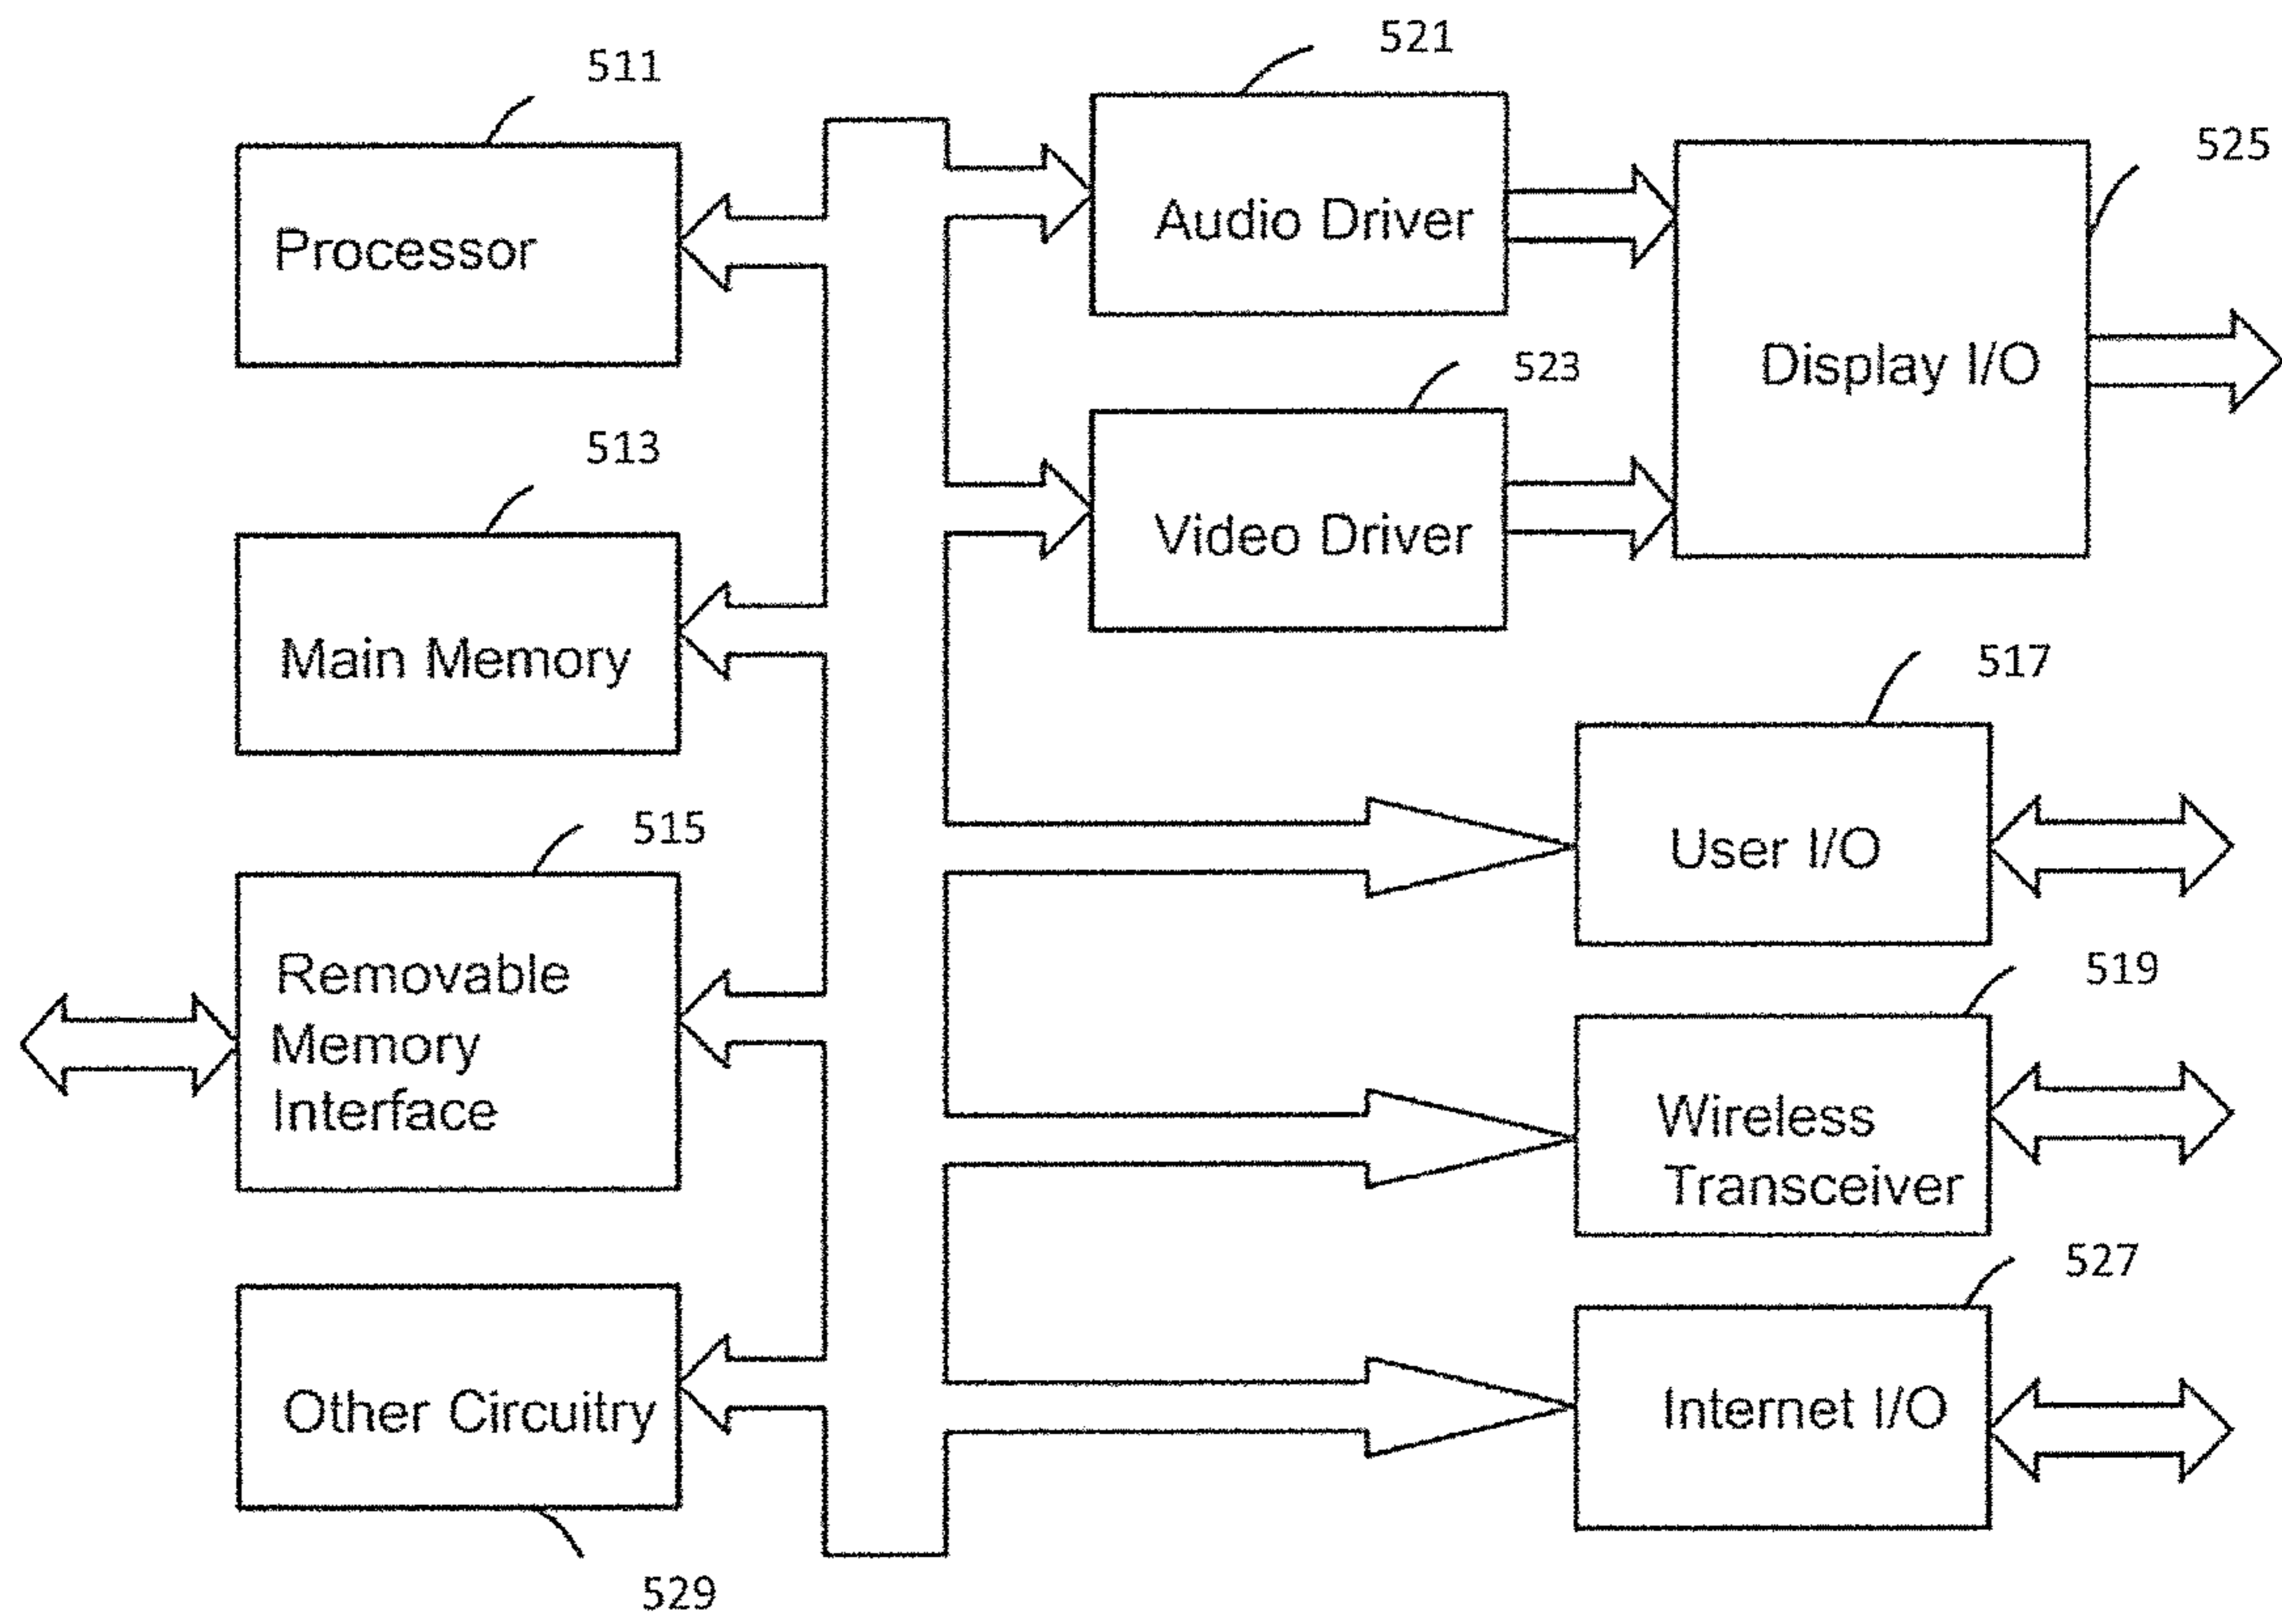 511
Processor
513
Main Memory
515
Removable
Memory
Interface
Other Circuitry
529
521
Audio Driver
523
Video Driver
525
Display I/O
517
User I/O
519
Wireless
Transceiver
527
Internet I/O